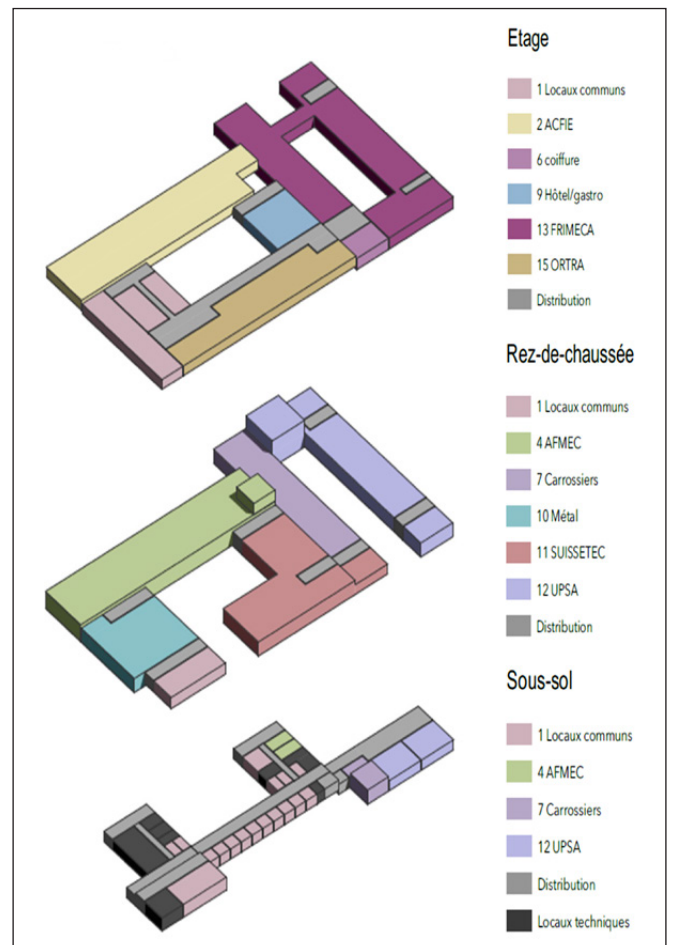 Etage
1 Locaux communs
2 ACFIE
6 coiffure
9 Hôtel/gastro
13 FRIMECA
15 ORTRA
Distribution
Rez-de-chaussée
1 Locaux communs
4 AFMEC
7 Carrossiers
10 Métal
11 SUISSETEC
12 UPSA
Distribution
Sous-sol
1 Locaux communs
4 AFMEC
7 Carrossiers
12 UPSA
Distribution
Locaux techniques